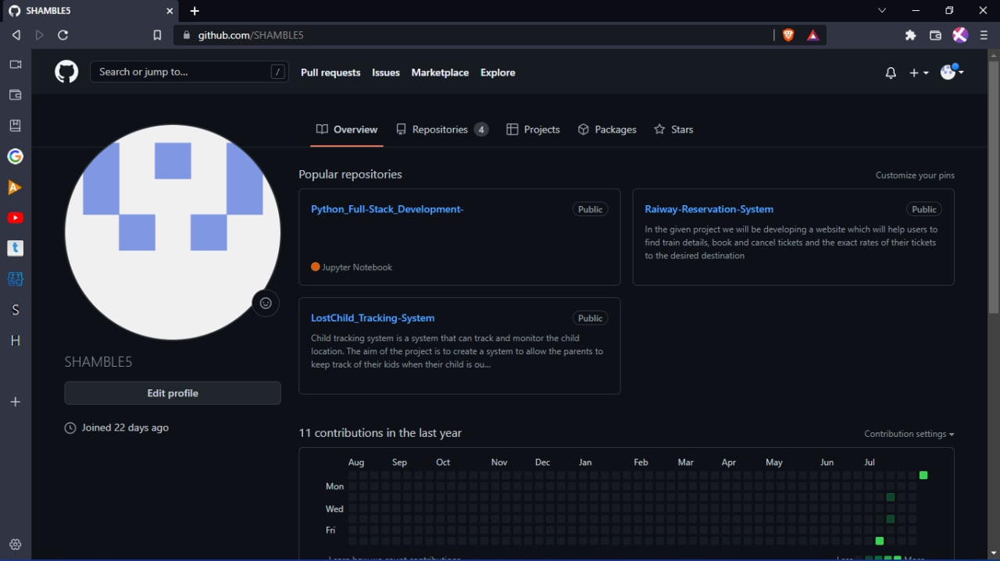 SHAMBLE5
github.com/SHAMBLE5
Search or jump to...
/
Pull requests
Issues
Marketplace
Explore
Overview
Repositories 4
Projects
Packages
Stars
Popular repositories
Customize your pins
Python_Full-Stack_Development-
Public
Jupyter Notebook
Raiway-Reservation-System
Public
In the given project we will be developing a website which will help users to
find train details, book and cancel tickets and the exact rates of their tickets
to the desired destination
LostChild_Tracking-System
Public
Child tracking system is a system that can track and monitor the child
location. The aim of the project is to create a system to allow the parents to
keep track of their kids when their child is ou...
SHAMBLE5
Edit profile
Joined 22 days ago
S
H
11 contributions in the last year
Contribution settings
Aug Sep Oct Nov Dec Jan Feb Mar Apr May Jun Jul
Mon
Wed
Fri
Learn how we count contributions
Less
More